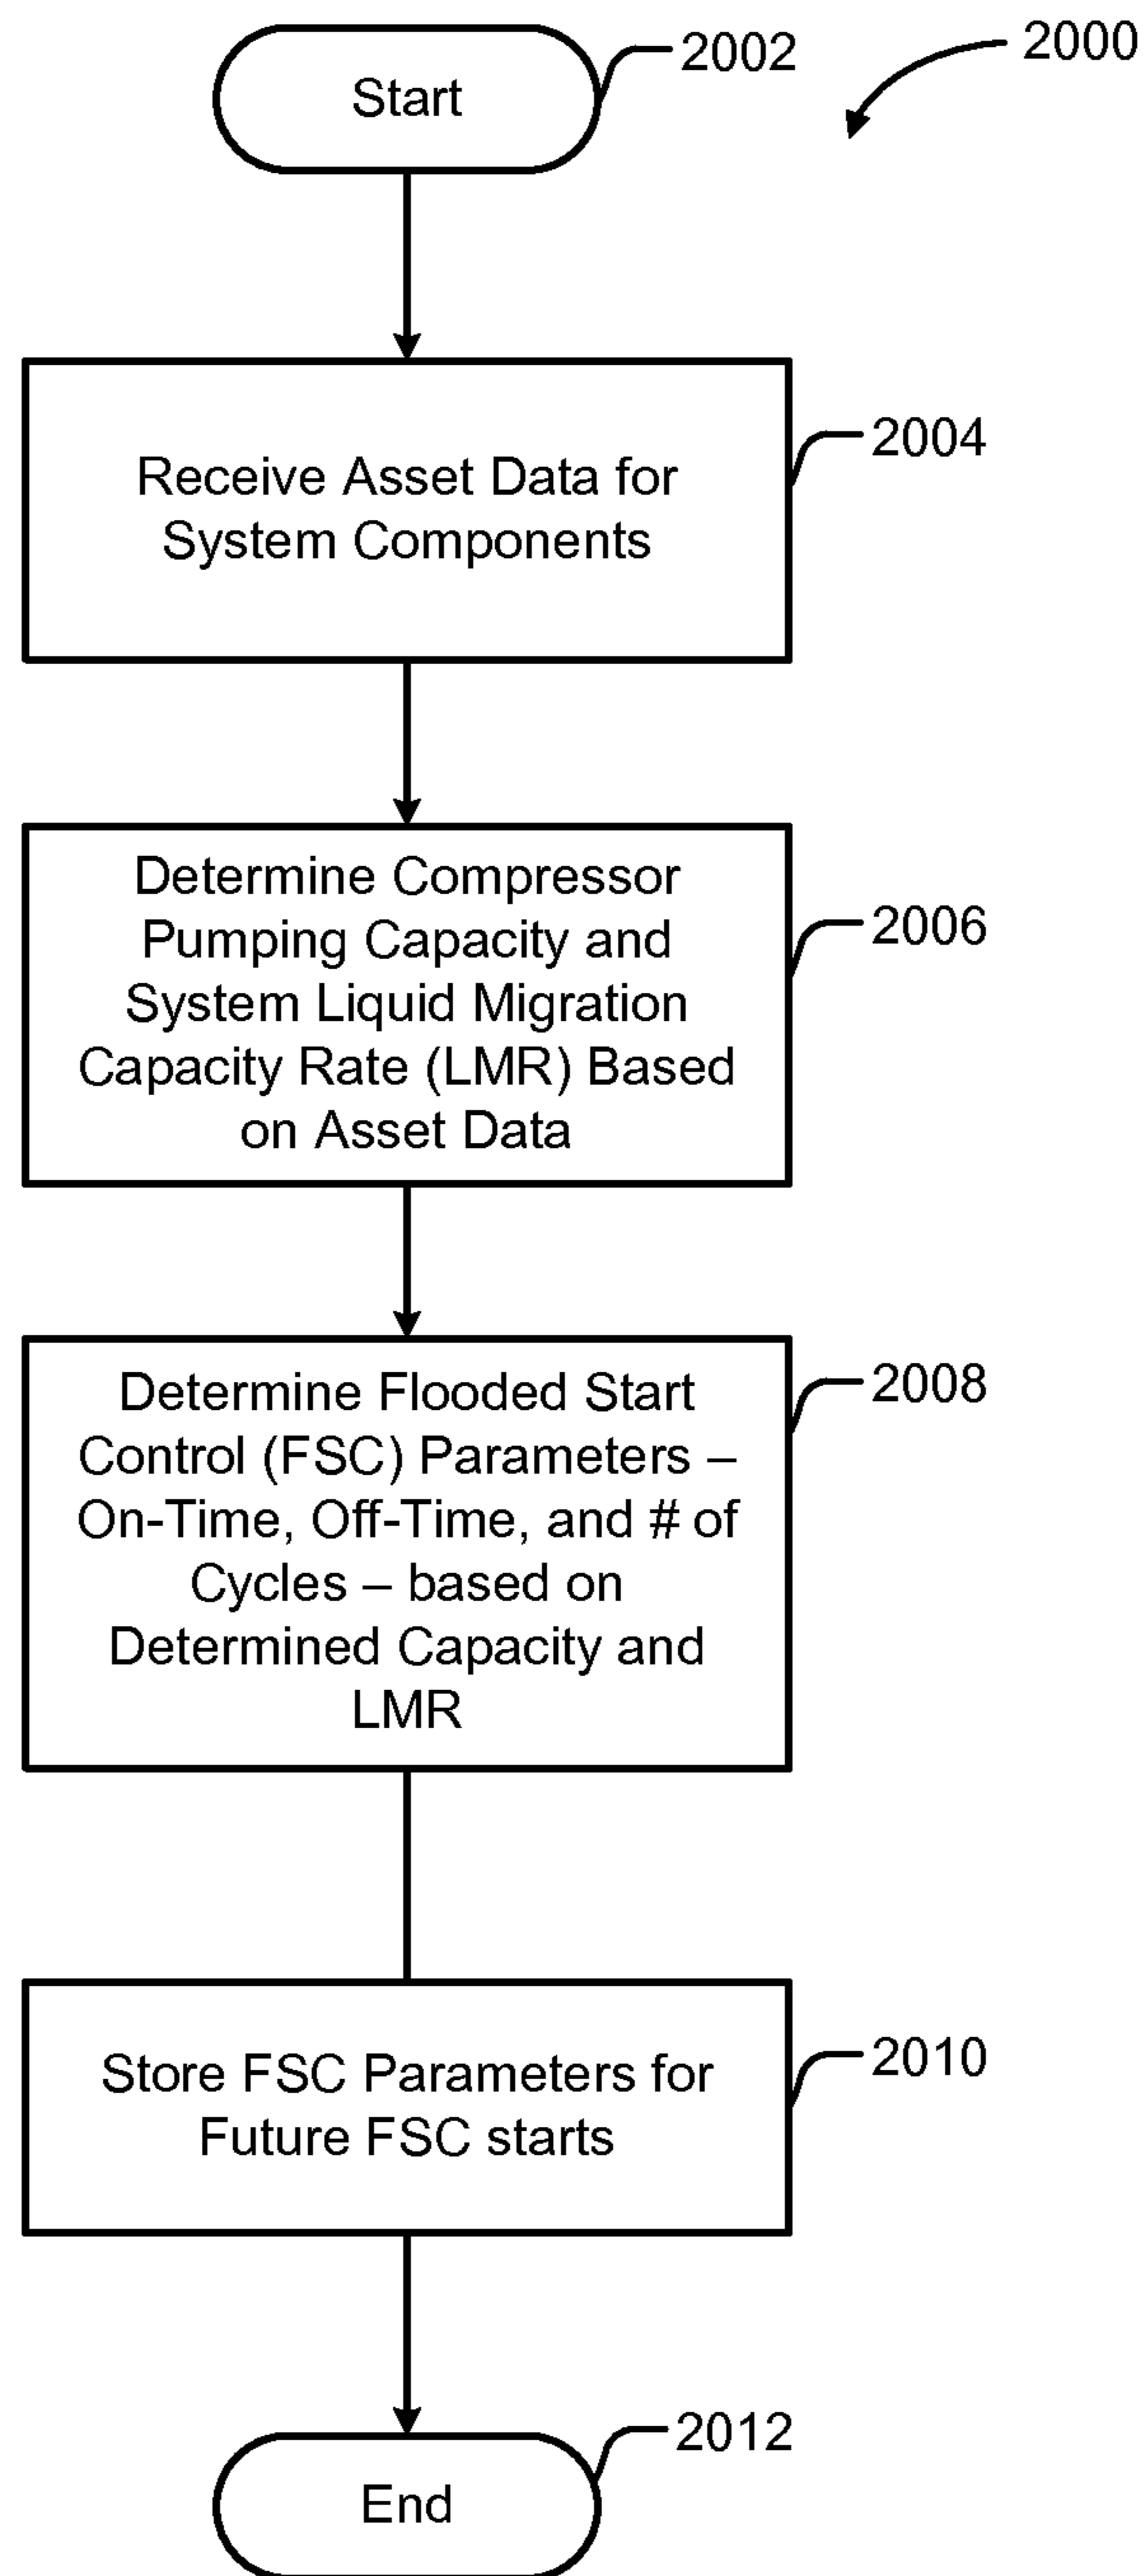 2000
Start
2002
Receive Asset Data for
System Components
2004
Determine Compressor
Pumping Capacity and
System Liquid Migration
Capacity Rate (LMR) Based
on Asset Data
2006
Determine Flooded Start
Control (FSC) Parameters –
On-Time, Off-Time, and # of
Cycles – based on
Determined Capacity and
LMR
2008
Store FSC Parameters for
Future FSC starts
2010
End
2012